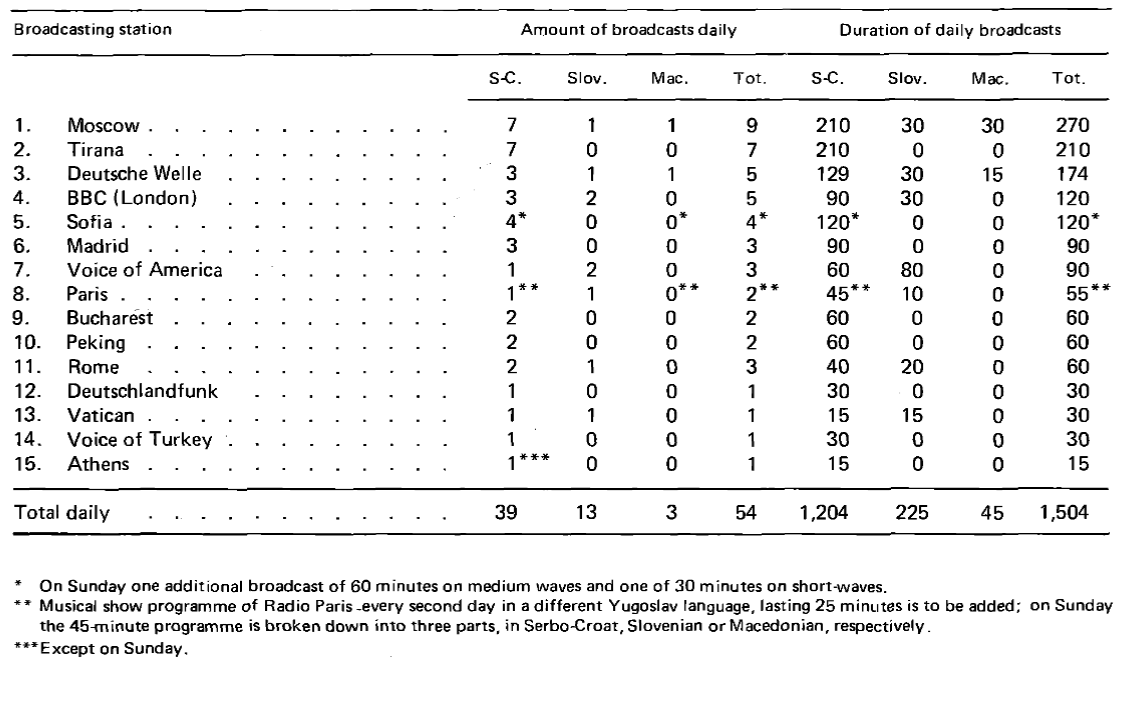 Broadcasting station Amount of broadcasts daily Duration of daily broadcasts
S-C. Slov. Mac. Tot. S-C. Slov. Mac. Tot.
1. Moscow . . . . . . . . . . . . . 7 1 1 9 210 30 30 270
2. Tirana . . . . . . . . . . . . . 7 0 0 7 210 0 0 210
3. Deutsche Welle . . . . . . . . . 3 1 1 5 129 30 15 174
4. BBC (London) . . . . . . . . . 3 2 0 5 90 30 0 120
5. Sofia . . . . . . . . . . . . . . 4* 0 0* 4* 120* 0 0 120*
6. Madrid . . . . . . . . . . . . 3 0 0 3 90 0 0 90
7. Voice of America . . . . . . . . 1 2 0 3 60 80 0 90
8. Paris . . . . . . . . . . . . . . 1** 1 0** 2** 45** 10 0 55**
9. Bucharest . . . . . . . . . . . 2 0 0 2 60 0 0 60
10. Peking . . . . . . . . . . . . 2 0 0 2 60 0 0 60
11. Rome . . . . . . . . . . . . 2 1 0 3 40 20 0 60
12. Deutschlandfunk . . . . . . . . 1 0 0 1 30 0 0 30
13. Vatican . . . . . . . . . . . . 1 1 0 1 15 15 0 30
14. Voice of Turkey . . . . . . . . . 1 0 0 1 30 0 0 30
15. Athens . . . . . . . . . . . . 1*** 0 0 1 15 0 0 15
Total daily . . . . . . . . . . . . 39 13 3 54 1,204 225 45 1,504
* On Sunday one additional broadcast of 60 minutes on medium waves and one of 30 minutes on short-waves.
** Musical show programme of Radio Paris -every second day in a different Yugoslav language, lasting 25 minutes is to be added; on Sunday
the 45-minute programme is broken down into three parts, in Serbo-Croat, Slovenian or Macedonian, respectively.
***Except on Sunday.